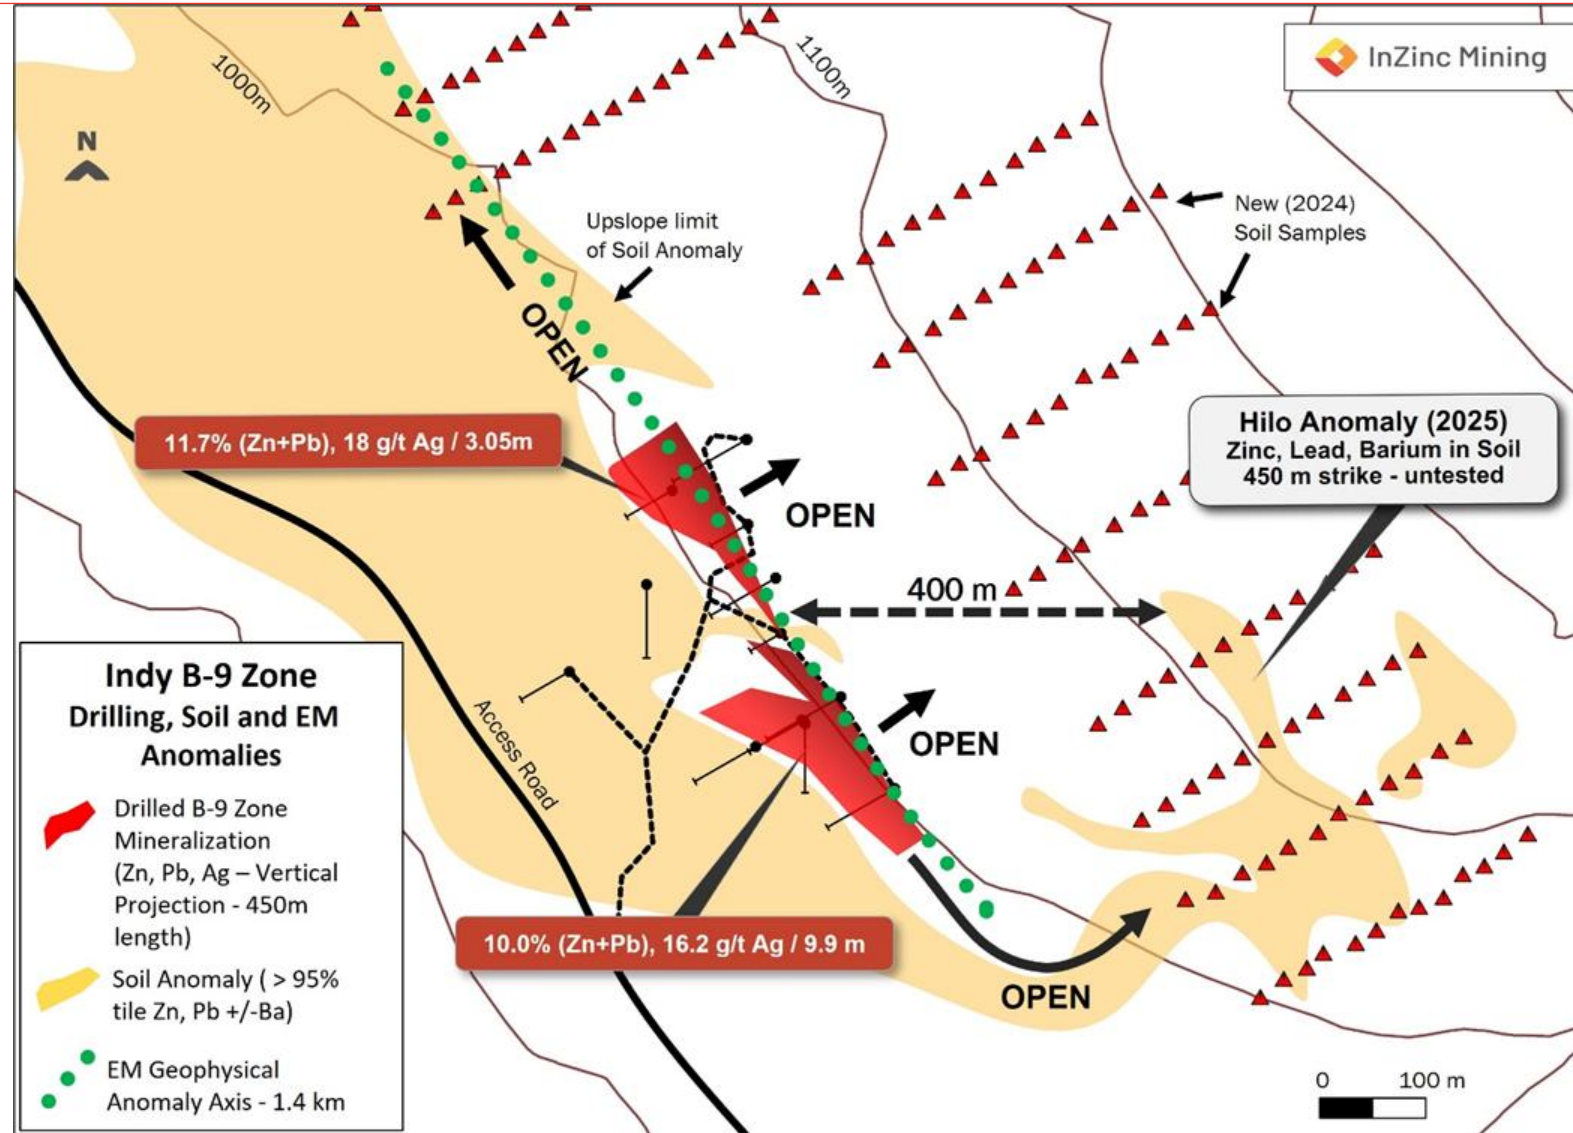 InZinc Mining
1000m
1100m
N
Upslope limit
of Soil Anomaly
New (2024)
Soil Samples
OPEN
Hilo Anomaly (2025)
Zinc, Lead, Barium in Soil
450 m strike - untested
11.7% (Zn+Pb), 18 g/t Ag / 3.05m
OPEN
400 m
OPEN
Access Road
10.0% (Zn+Pb), 16.2 g/t Ag / 9.9 m
OPEN
Indy B-9 Zone
Drilling, Soil and EM
Anomalies
Drilled B-9 Zone
Mineralization
(Zn, Pb, Ag – Vertical
Projection - 450m
length)
Soil Anomaly ( > 95%
tile Zn, Pb +/-Ba)
EM Geophysical
Anomaly Axis - 1.4 km
0 100 m